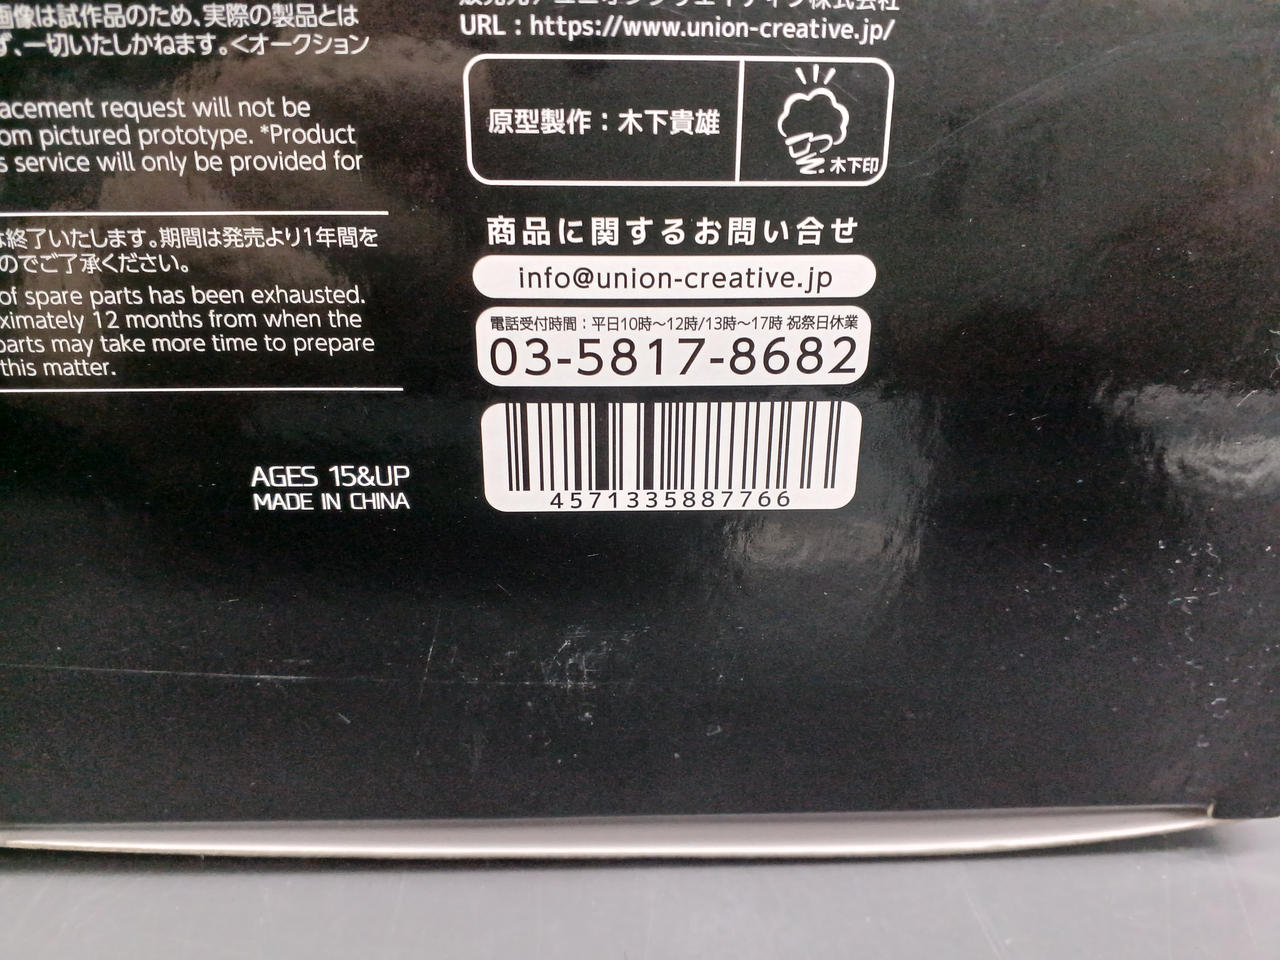 画像は試作品のため、実際の製品とは
ず、一切いたしかねます。<オークション
acement request will not be
om pictured prototype. *Product
s service will only be provided for
は終了いたします。期間は発売より1年間を
のでご了承ください。
of spare parts has been exhausted.
ximately 12 months from when the
parts may take more time to prepare
this matter.
AGES 15&UP
MADE IN CHINA
URL：https://www.union-creative.jp/
原型製作：木下貴雄
木下印
商品に関するお問い合せ
info@union-creative.jp
電話受付時間：平日10時～12時/13時～17時 祝祭日休業
03-5817-8682
4571335887766